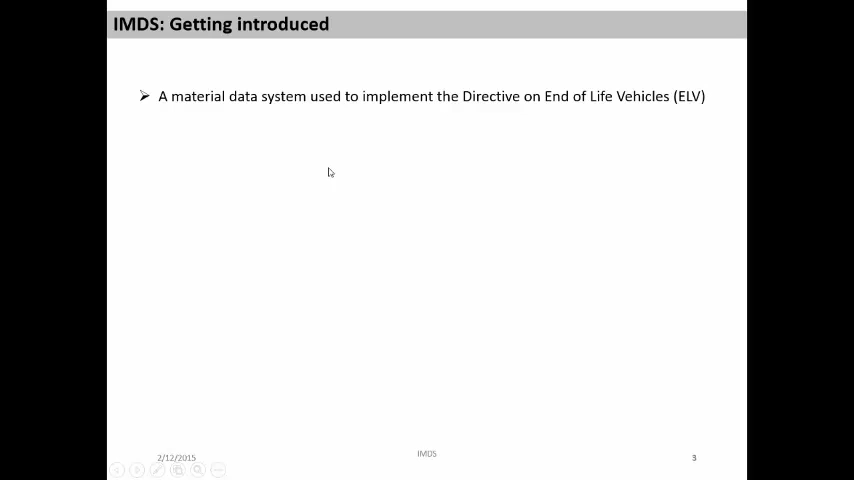 IMDS: Getting introduced
➢ A material data system used to implement the Directive on End of Life Vehicles (ELV)
2/12/2015
IMDS
3